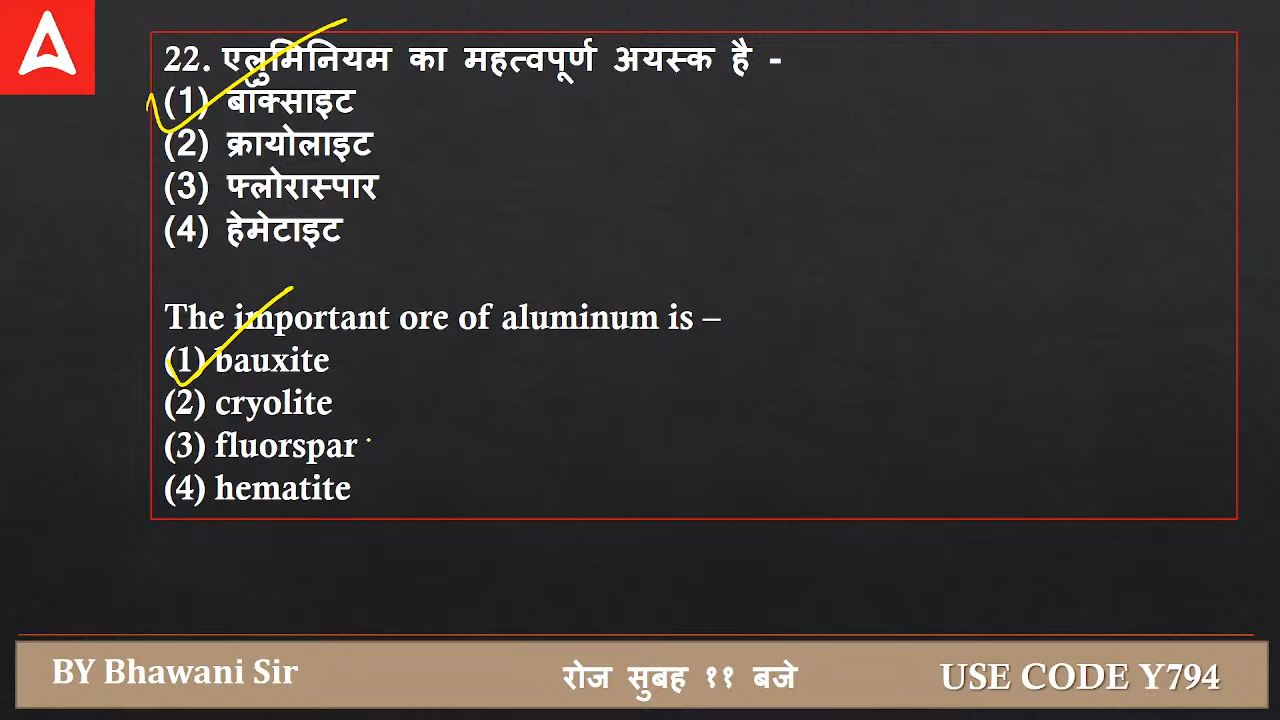 22. एलुमिनियम का महत्वपूर्ण अयस्क है -
(1) बॉक्साइट
(2) क्रायोलाइट
(3) फ्लोरास्पार
(4) हेमेटाइट
The important ore of aluminum is –
(1) bauxite
(2) cryolite
(3) fluorspar
(4) hematite
BY Bhawani Sir
रोज सुबह ११ बजे
USE CODE Y794